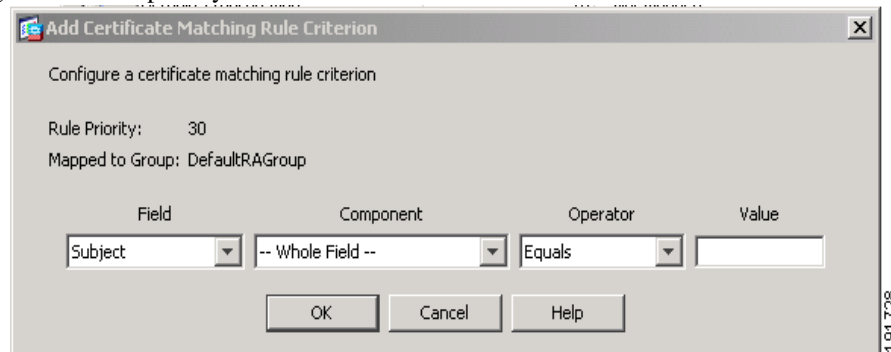 Add Certificate Matching Rule Criterion
Configure a certificate matching rule criterion
Rule Priority: 30
Mapped to Group: DefaultRAGroup
Field Component Operator Value
Subject -- Whole Field -- Equals
OK Cancel Help
191728